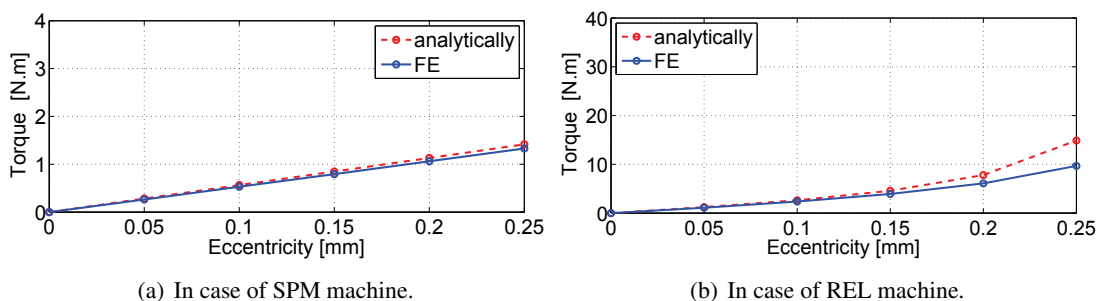 4
3
2
1
0
Torque [N.m]
analytically
FE
0 0.05 0.1 0.15 0.2 0.25
Eccentricity [mm]
(a) In case of SPM machine.
40
30
20
10
0
Torque [N.m]
analytically
FE
0 0.05 0.1 0.15 0.2 0.25
Eccentricity [mm]
(b) In case of REL machine.